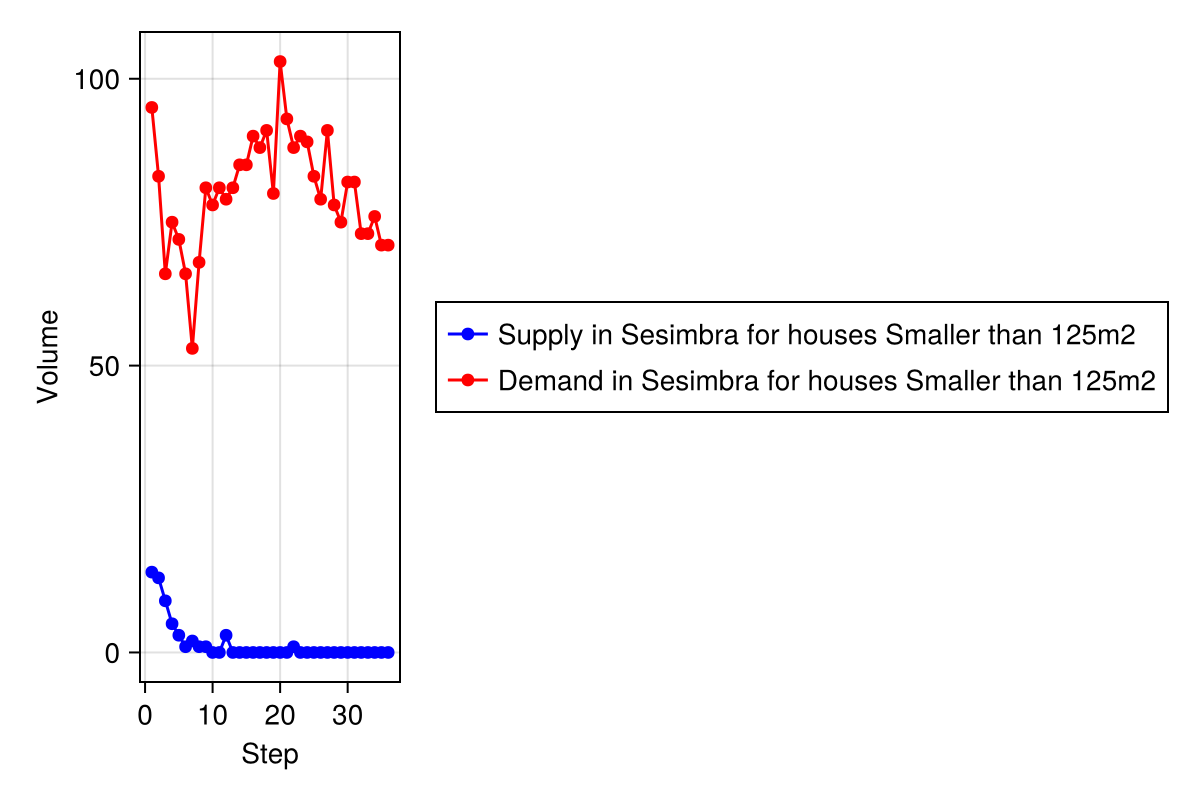 100
50
0
Volume
0 10 20 30
Step
Supply in Sesimbra for houses Smaller than 125m2
Demand in Sesimbra for houses Smaller than 125m2